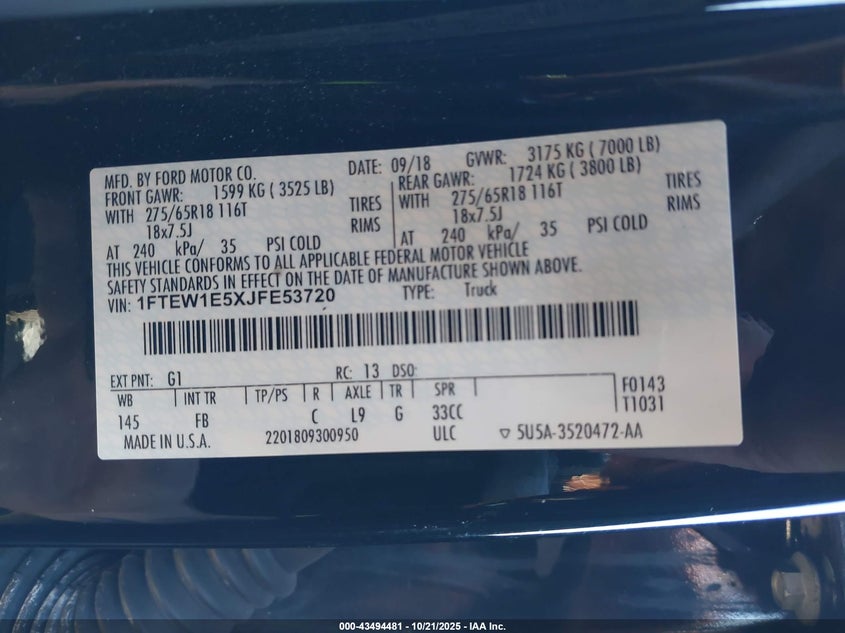 MFD. BY FORD MOTOR CO. DATE: 09/18 GVWR: 3175 KG ( 7000 LB)
FRONT GAWR: 1599 KG ( 3525 LB) REAR GAWR: 1724 KG ( 3800 LB)
WITH 275/65R18 116T TIRES WITH 275/65R18 116T TIRES
18x7.5J RIMS 18x7.5J RIMS
AT 240 kPa/ 35 PSI COLD AT 240 kPa/ 35 PSI COLD
THIS VEHICLE CONFORMS TO ALL APPLICABLE FEDERAL MOTOR VEHICLE
SAFETY STANDARDS IN EFFECT ON THE DATE OF MANUFACTURE SHOWN ABOVE.
VIN: 1FTEW1E5XJFE53720 TYPE: Truck
EXT PNT: G1 RC: 13 DSO:
WB INT TR TP/PS R AXLE TR SPR F0143
145 FB C L9 G 33CC T1031
MADE IN U.S.A. 2201809300950 ULC ▽ 5U5A-3520472-AA
000-43494481 - 10/21/2025 - IAA Inc.